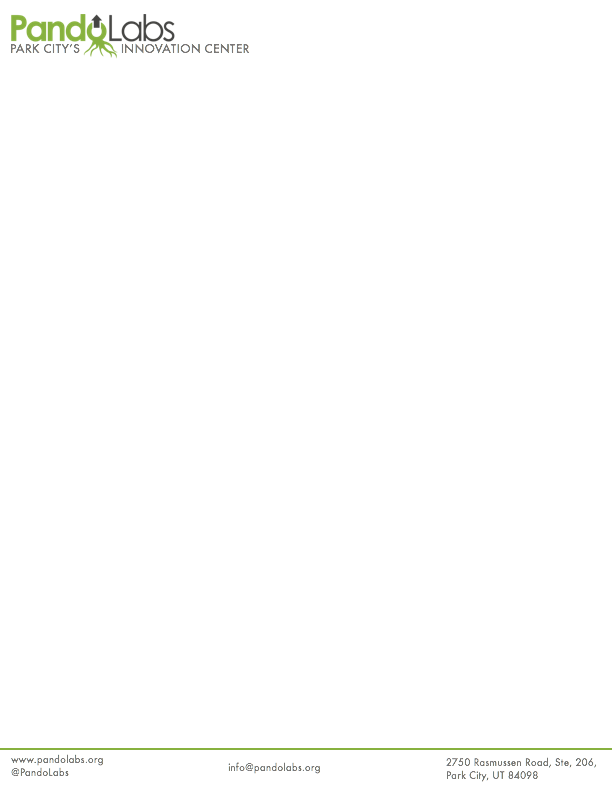 PandoLabs
PARK CITY'S INNOVATION CENTER
www.pandolabs.org
@PandoLabs
info@pandolabs.org
2750 Rasmussen Road, Ste, 206,
Park City, UT 84098